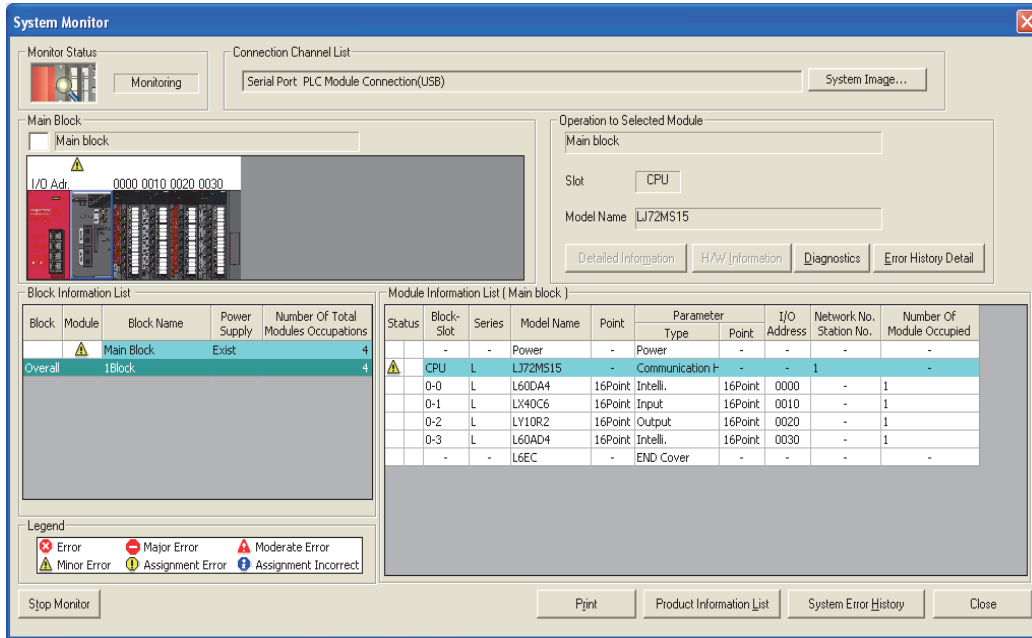 System Monitor
Monitor Status
Monitoring
Connection Channel List
Serial Port PLC Module Connection(USB)
System Image...
Main Block
Main block
I/O Adr. 0000 0010 0020 0030
Operation to Selected Module
Main block
Slot CPU
Model Name LJ72MS15
Detailed Information H/W Information Diagnostics Error History Detail
Block Information List
Block Module Block Name Power Supply Number Of Total Modules Occupations
Main Block Exist 4
Overall 1Block 4
Module Information List ( Main block )
Status Block-Slot Series Model Name Point Parameter Type Point I/O Address Network No. Station No. Number Of Module Occupied
- - Power - Power - - - -
CPU L LJ72MS15 - Communication H - - 1 -
0-0 L L60DA4 16Point Intelli. 16Point 0000 - 1
0-1 L LX40C6 16Point Input 16Point 0010 - 1
0-2 L LY10R2 16Point Output 16Point 0020 - 1
0-3 L L60AD4 16Point Intelli. 16Point 0030 - 1
- - L6EC - END Cover - - - -
Legend
Error Major Error Moderate Error
Minor Error Assignment Error Assignment Incorrect
Stop Monitor Print Product Information List System Error History Close